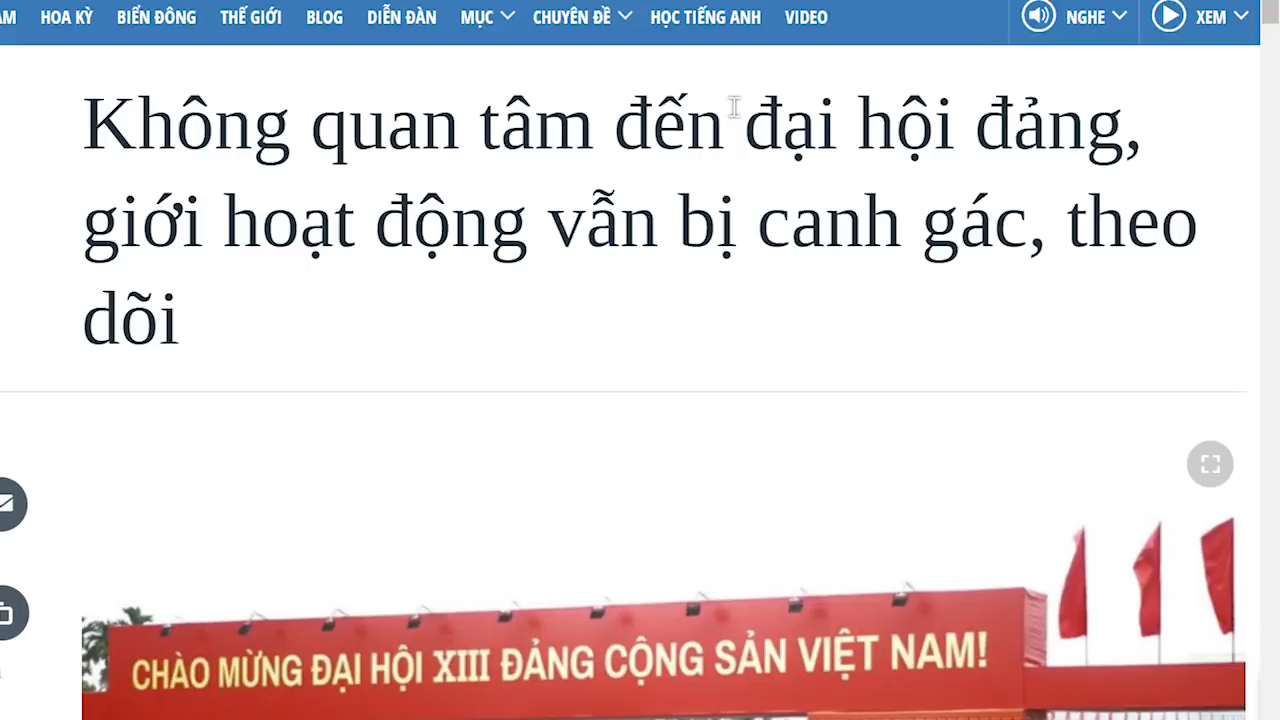 HOA KỲ BIỂN ĐÔNG THẾ GIỚI BLOG DIỄN ĐÀN MỤC CHUYÊN ĐỀ HỌC TIẾNG ANH VIDEO NGHE XEM
Không quan tâm đến đại hội đảng,
giới hoạt động vẫn bị canh gác, theo
dõi
CHÀO MỪNG ĐẠI HỘI XIII ĐẢNG CỘNG SẢN VIỆT NAM!